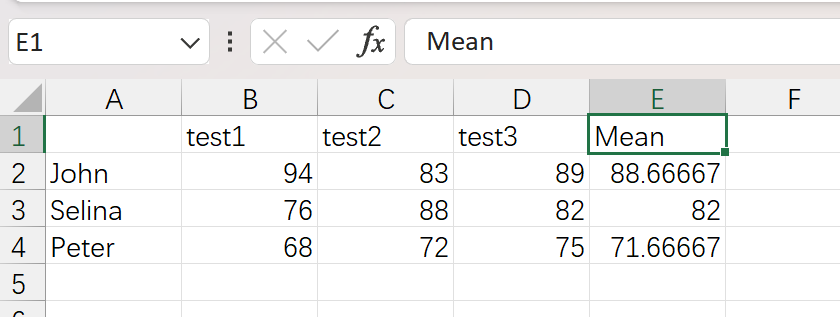 E1 fx Mean
A B C D E F
1 test1 test2 test3 Mean
2 John 94 83 89 88.66667
3 Selina 76 88 82 82
4 Peter 68 72 75 71.66667
5